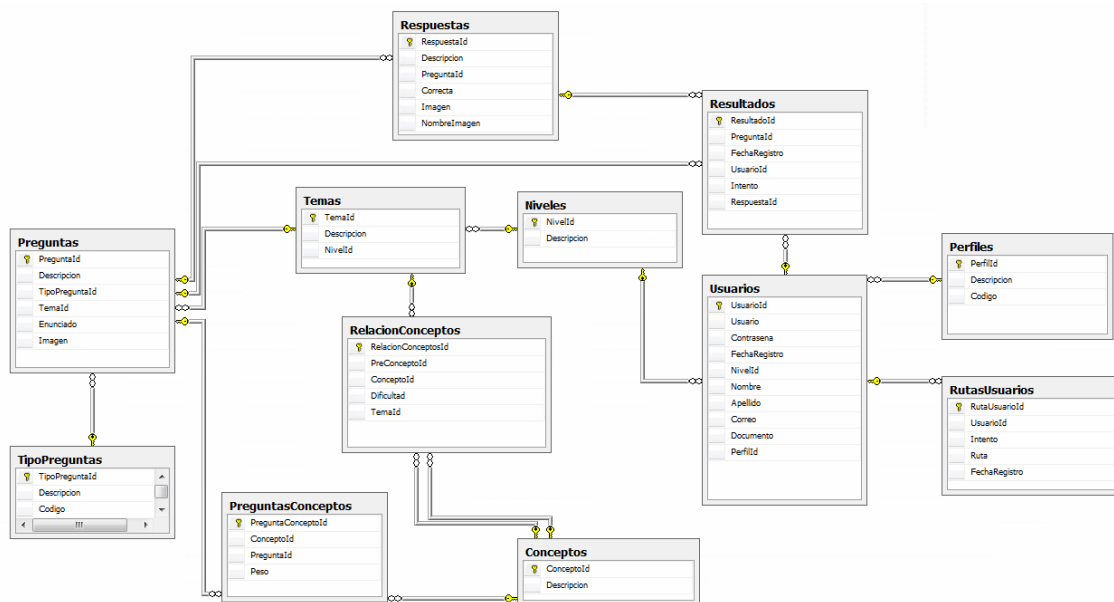 Respuestas
RespuestaId
Descripcion
PreguntaId
Correcta
Imagen
NombreImagen
Resultados
ResultadoId
PreguntaId
FechaRegistro
UsuarioId
Intento
RespuestaId
Temas
TemaId
Descripcion
NivelId
Niveles
NivelId
Descripcion
Preguntas
PreguntaId
Descripcion
TipoPreguntaId
TemaId
Enunciado
Imagen
Perfiles
PerfilId
Descripcion
Codigo
Usuarios
UsuarioId
Usuario
Contrasena
FechaRegistro
NivelId
Nombre
Apellido
Correo
Documento
PerfilId
RelacionConceptos
RelacionConceptosId
PreConceptoId
ConceptoId
Dificultad
TemaId
RutasUsuarios
RutaUsuarioId
UsuarioId
Intento
Ruta
FechaRegistro
TipoPreguntas
TipoPreguntaId
Descripcion
Codigo
PreguntasConceptos
PreguntaConceptoId
ConceptoId
PreguntaId
Peso
Conceptos
ConceptoId
Descripcion